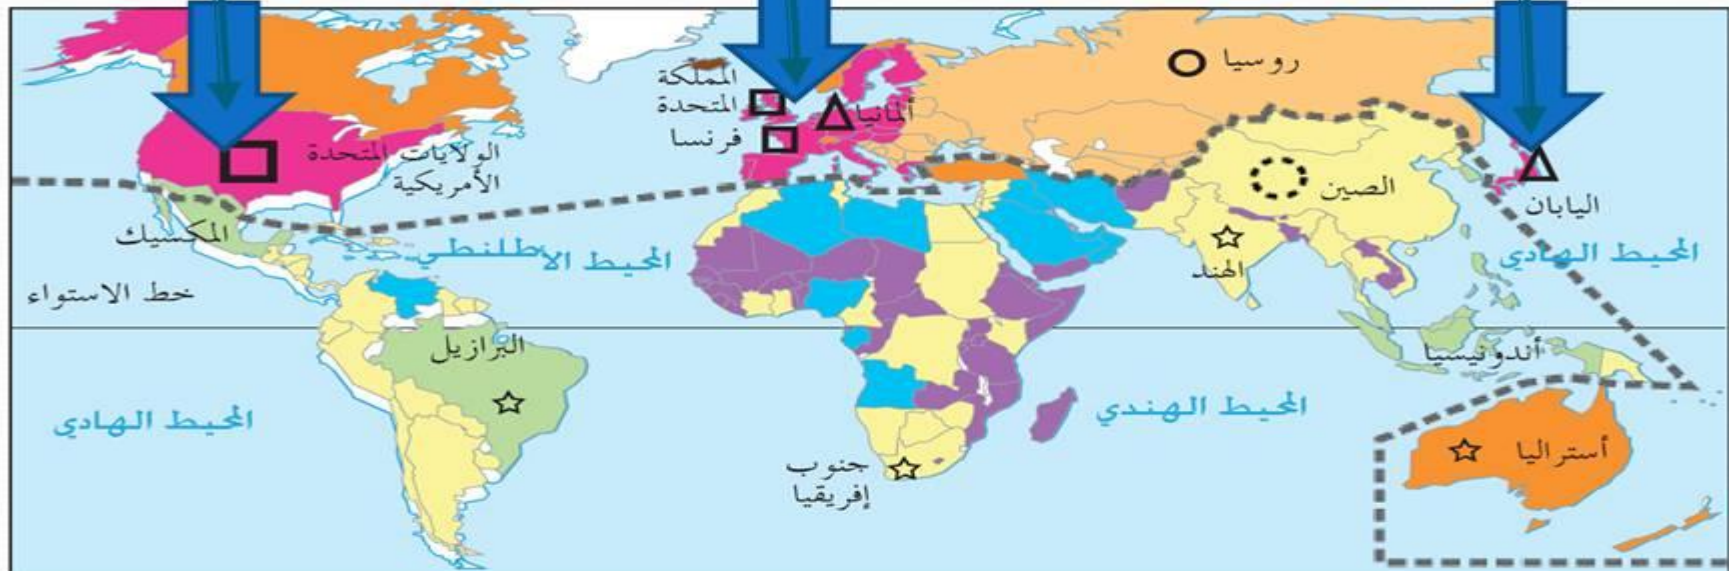 روسيا
المملكة
المتحدة
ألمانيا
فرنسا
الولايات المتحدة
الأمريكية
الصين
اليابان
المكسيك
المحيط الأطلنطي
الهند
المحيط الهادي
خط الاستواء
البرازيل
أندونيسيا
المحيط الهادي
المحيط الهندي
أستراليا
جنوب
إفريقيا